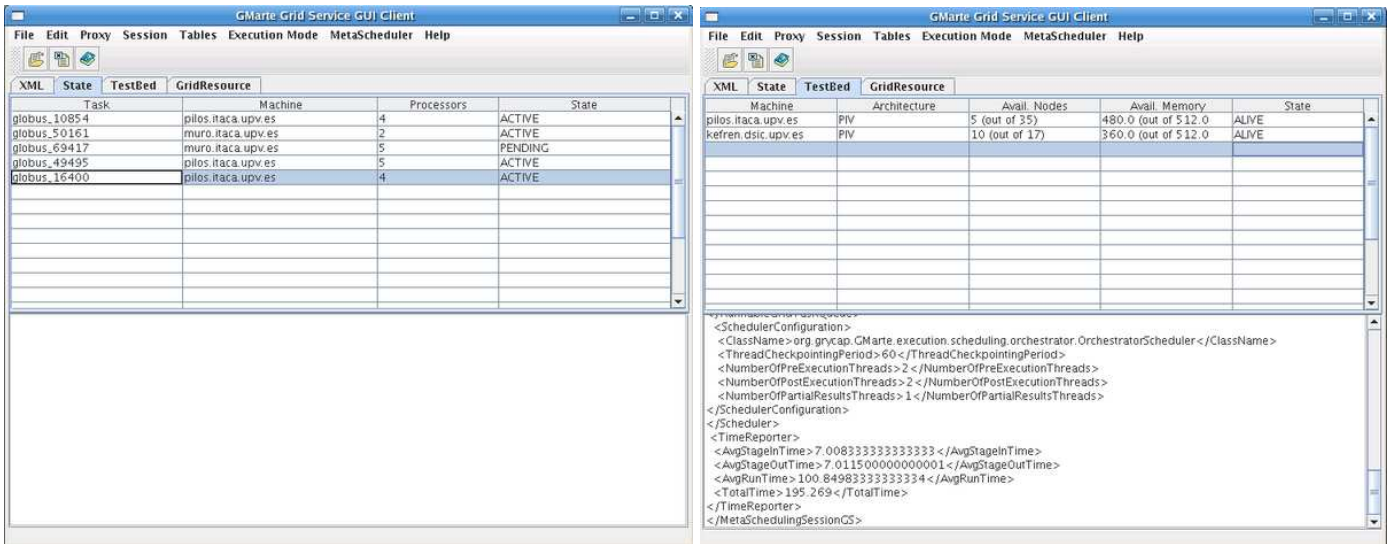 GMarte Grid Service GUI Client
File Edit Proxy Session Tables Execution Mode MetaScheduler Help
XML State TestBed GridResource
Task Machine Processors State
globus_10854 pilos.itaca.upv.es 4 ACTIVE
globus_50161 muro.itaca.upv.es 2 ACTIVE
globus_69417 muro.itaca.upv.es 5 PENDING
globus_49495 pilos.itaca.upv.es 5 ACTIVE
globus_16400 pilos.itaca.upv.es 4 ACTIVE
GMarte Grid Service GUI Client
File Edit Proxy Session Tables Execution Mode MetaScheduler Help
XML State TestBed GridResource
Machine Architecture Avail. Nodes Avail. Memory State
pilos.itaca.upv.es PIV 5 (out of 35) 480.0 (out of 512.0 ALIVE
kefren.dsic.upv.es PIV 10 (out of 17) 360.0 (out of 512.0 ALIVE
<SchedulerConfiguration>
<ClassName>org.grycap.GMarte.execution.scheduling.orchestrator.OrchestratorScheduler</ClassName>
<ThreadCheckpointingPeriod>60</ThreadCheckpointingPeriod>
<NumberOfPreExecutionThreads>2</NumberOfPreExecutionThreads>
<NumberOfPostExecutionThreads>2</NumberOfPostExecutionThreads>
<NumberOfPartialResultsThreads>1</NumberOfPartialResultsThreads>
</SchedulerConfiguration>
</Scheduler>
<TimeReporter>
<AvgStageInTime>7.008333333333333</AvgStageInTime>
<AvgStageOutTime>7.011500000000001</AvgStageOutTime>
<AvgRunTime>100.84983333333334</AvgRunTime>
<TotalTime>195.269</TotalTime>
</TimeReporter>
</MetaSchedulingSessionGS>